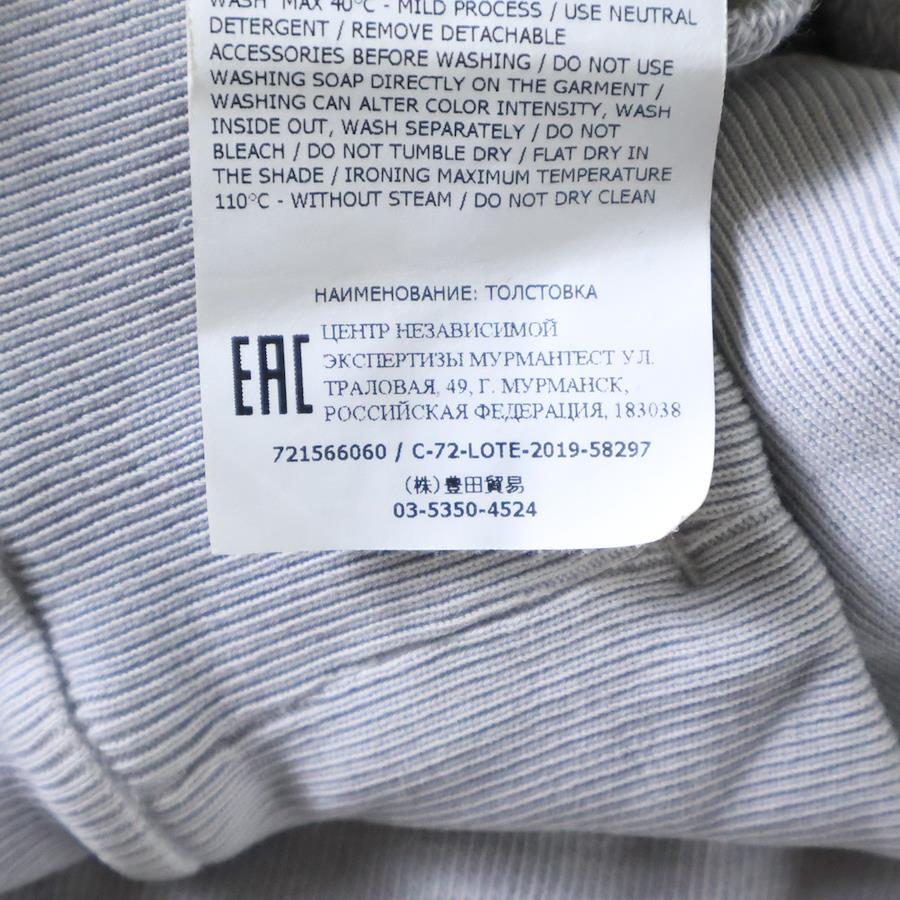 WASH MAX 40°C - MILD PROCESS / USE NEUTRAL
DETERGENT / REMOVE DETACHABLE
ACCESSORIES BEFORE WASHING / DO NOT USE
WASHING SOAP DIRECTLY ON THE GARMENT /
WASHING CAN ALTER COLOR INTENSITY, WASH
INSIDE OUT, WASH SEPARATELY / DO NOT
BLEACH / DO NOT TUMBLE DRY / FLAT DRY IN
THE SHADE / IRONING MAXIMUM TEMPERATURE
110°C - WITHOUT STEAM / DO NOT DRY CLEAN
НАИМЕНОВАНИЕ: ТОЛСТОВКА
EAC
ЦЕНТР НЕЗАВИСИМОЙ
ЭКСПЕРТИЗЫ МУРМАНТЕСТ УЛ.
ТРАЛОВАЯ, 49, Г. МУРМАНСК,
РОССИЙСКАЯ ФЕДЕРАЦИЯ, 183038
721566060 / C-72-LOTE-2019-58297
(株)豊田貿易
03-5350-4524